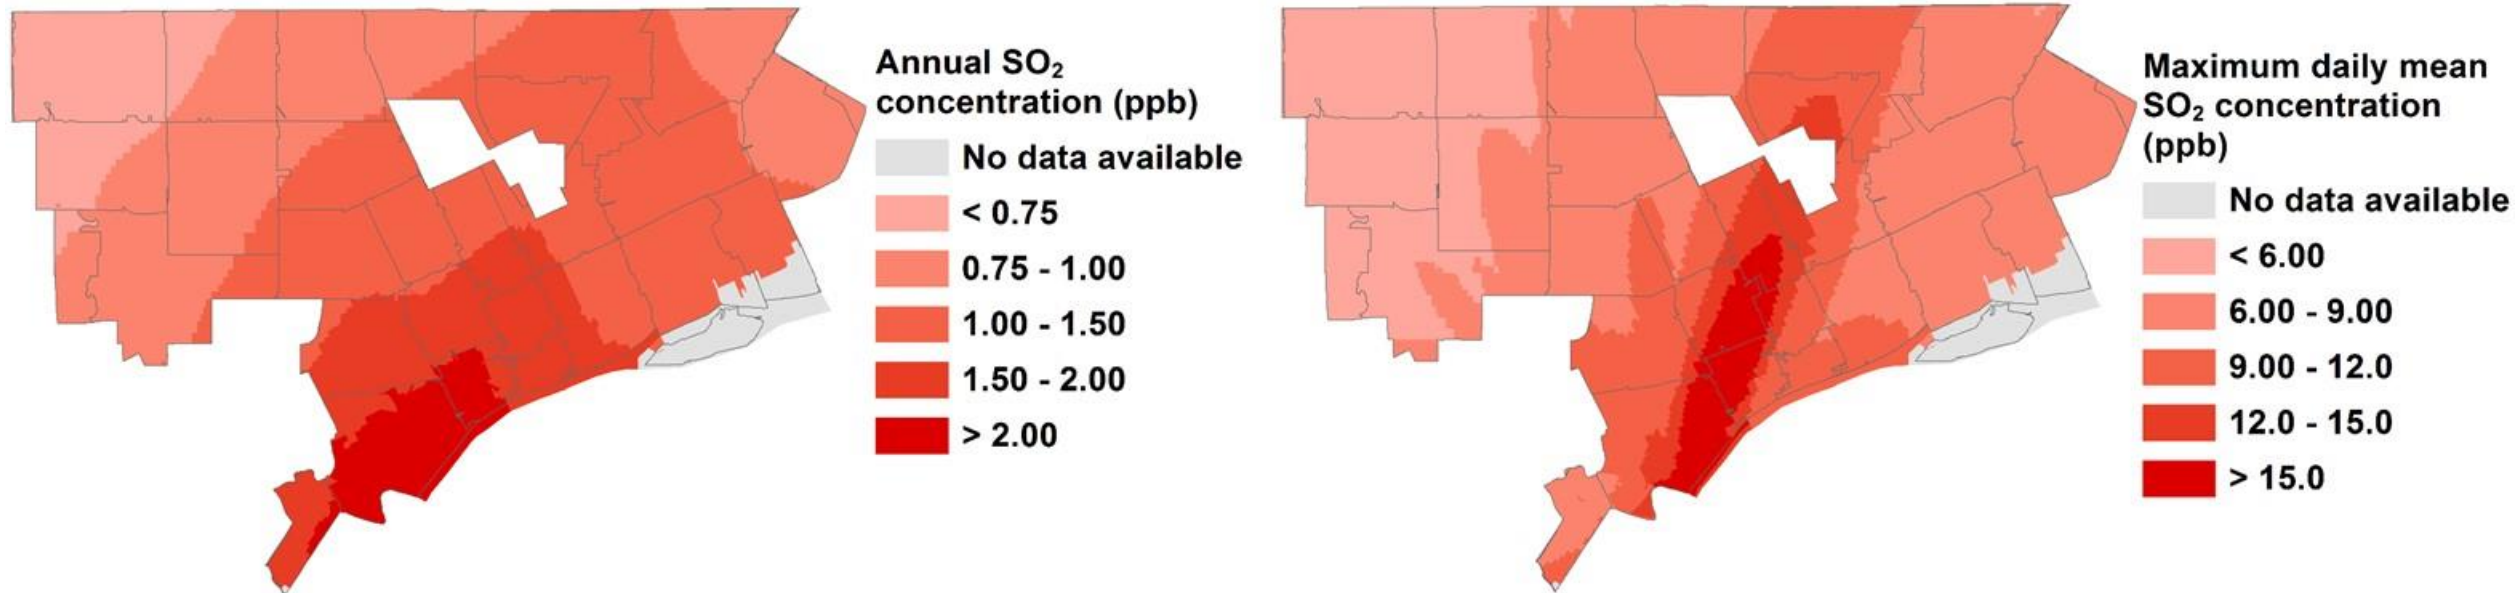 Annual SO₂
concentration (ppb)
No data available
< 0.75
0.75 - 1.00
1.00 - 1.50
1.50 - 2.00
> 2.00
Maximum daily mean
SO₂ concentration
(ppb)
No data available
< 6.00
6.00 - 9.00
9.00 - 12.0
12.0 - 15.0
> 15.0